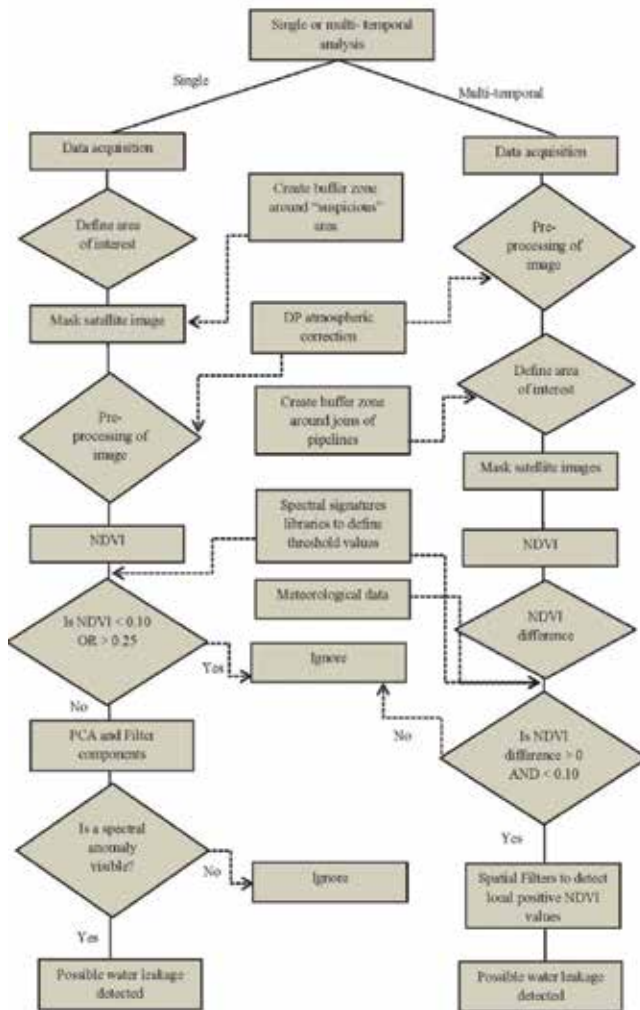 Single or multi- temporal
analysis
Single
Multi-temporal
Data acquisition
Data acquisition
Create buffer zone
around "suspicious"
area
Define area
of interest
Pre-
processing of
image
Mask satellite image
DP atmospheric
correction
Define area
of interest
Pre-
processing of
image
Create buffer zone
around joins of
pipelines
Mask satellite images
Spectral signatures
libraries to define
threshold values
NDVI
NDVI
Meteorological data
Is NDVI < 0.10
OR > 0.25
NDVI
difference
Yes
Ignore
No
No
PCA and Filter
components
Is NDVI
difference > 0
AND < 0.10
Is a spectral
anomaly
visible?
Yes
No
Ignore
Spatial Filters to detect
local positive NDVI
values
Yes
Possible water leakage
detected
Possible water leakage
detected